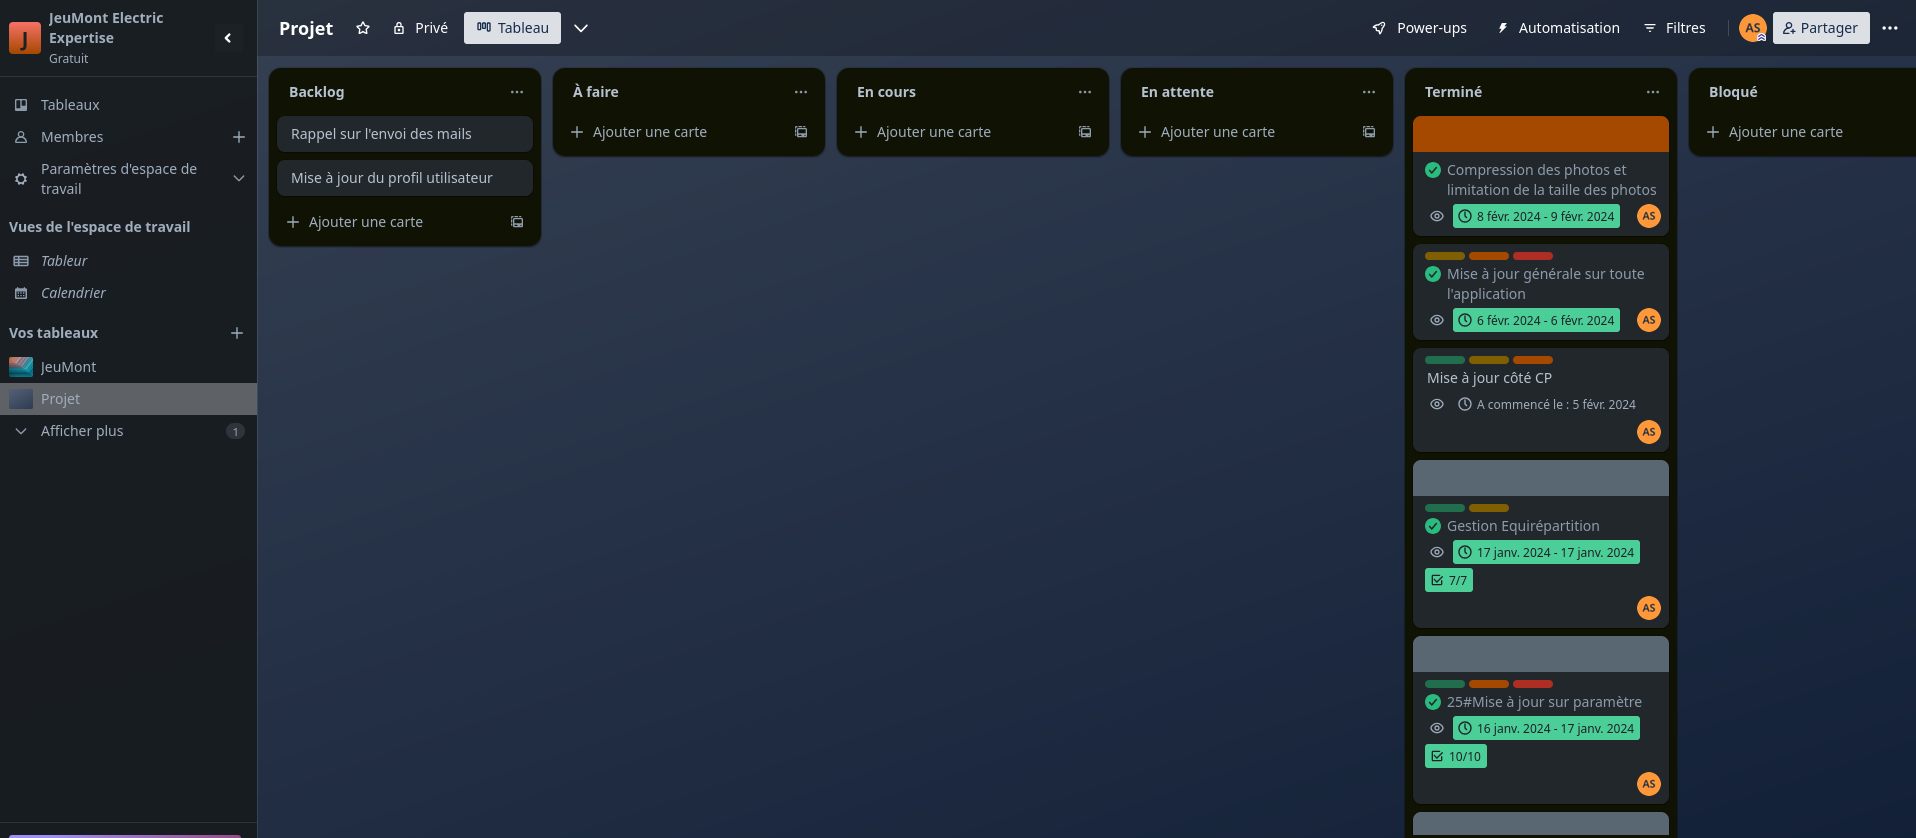 J
JeuMont Electric
Expertise
Gratuit
Tableaux
Membres
Paramètres d'espace de
travail
Vues de l'espace de travail
Tableur
Calendrier
Vos tableaux
JeuMont
Projet
Afficher plus
1
Projet
Privé
Tableau
Power-ups
Automatisation
Filtres
AS
Partager
Backlog
Rappel sur l'envoi des mails
Mise à jour du profil utilisateur
Ajouter une carte
À faire
Ajouter une carte
En cours
Ajouter une carte
En attente
Ajouter une carte
Terminé
Compression des photos et
limitation de la taille des photos
8 févr. 2024 - 9 févr. 2024
AS
Mise à jour générale sur toute
l'application
6 févr. 2024 - 6 févr. 2024
AS
Mise à jour côté CP
A commencé le : 5 févr. 2024
AS
Gestion Equirépartition
17 janv. 2024 - 17 janv. 2024
7/7
AS
25#Mise à jour sur paramètre
16 janv. 2024 - 17 janv. 2024
10/10
AS
Bloqué
Ajouter une carte